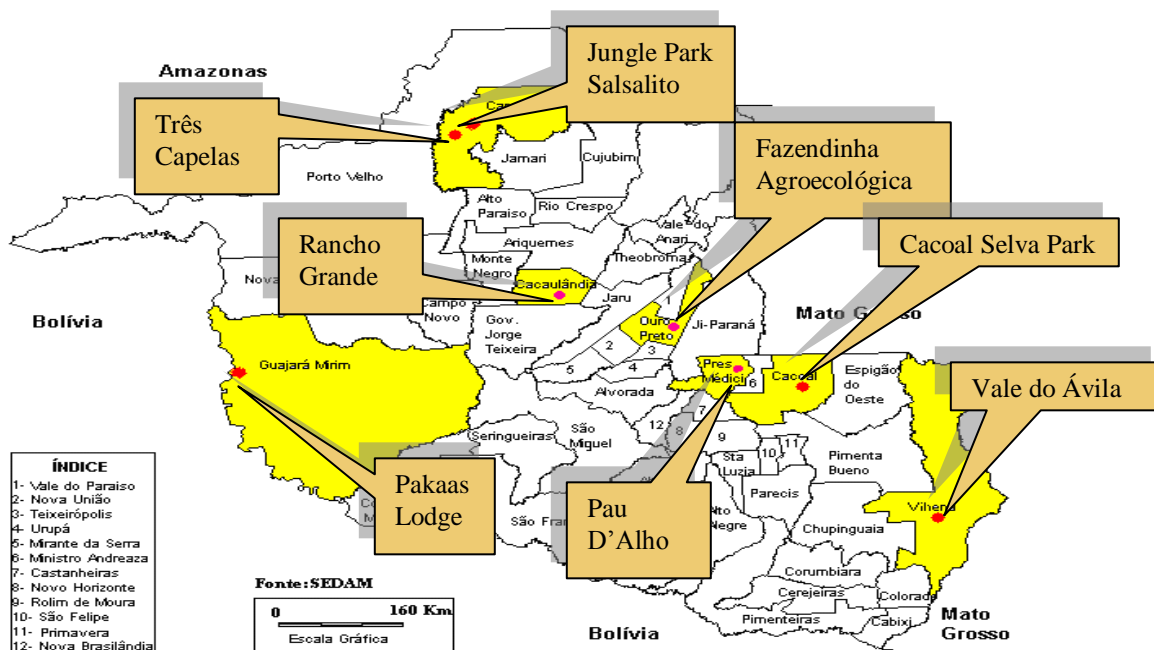 Jungle Park
Salsalito
Amazonas
Três
Capelas
Fazendinha
Agroecológica
Jamari
Cujubim
Porto Velho
Alto
Paraiso
Rio Crespo
Vale do
Anari
Cacoal Selva Park
Rancho
Grande
Ariquemes
Monte
Negro
Theobroma
Cacaulândia
Jaru
1
Nova
Campo
Novo
Bolívia
Gov.
Jorge
Teixeira
Ouro
Preto
Ji-Paraná
Mato Grosso
2
3
4
5
Guajará Mirim
Pres
Médici
6
Cacoal
Espigão
do
Oeste
Vale do Ávila
Alvorada
7
8
9
10
11
12
Seringueiras
São
Miguel
Sta
Luzia
Pimenta
Bueno
Parecis
Pakaas
Lodge
Pau
D'Alho
Vilhena
São Fran
Alto
Alegre
Chupinguaia
Corumbiara
Cerejeiras
Colorado
Pimenteiras
Cabixi
Mato
Grosso
Bolívia
ÍNDICE
1- Vale do Paraiso
2- Nova União
3- Teixeirópolis
4- Urupá
5- Mirante da Serra
6- Ministro Andreaza
7- Castanheiras
8- Novo Horizonte
9- Rolim de Moura
10- São Felipe
11- Primavera
12- Nova Brasilândia
Fonte:SEDAM
0 160 Km
Escala Gráfica